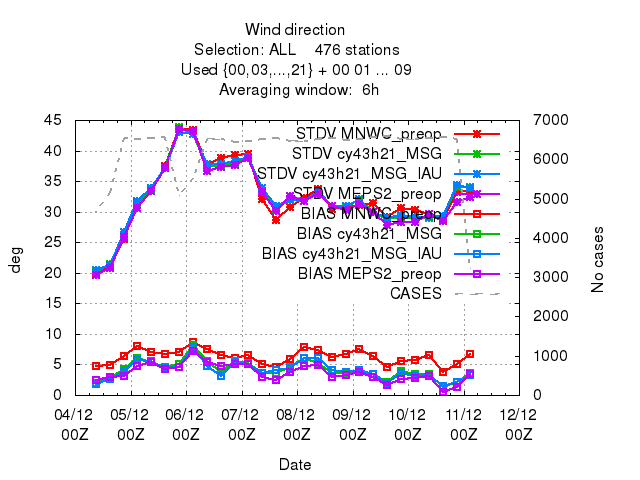 Wind direction
Selection: ALL 476 stations
Used {00,03,...,21} + 00 01 ... 09
Averaging window: 6h
45
40
35
30
25
20
15
10
5
0
deg
7000
6000
5000
4000
3000
2000
1000
0
No cases
STDV MNWC_preop
STDV cy43h21_MSG
STDV cy43h21_MSG_IAU
STDV MEPS2_preop
BIAS MNWC_preop
BIAS cy43h21_MSG
BIAS cy43h21_MSG_IAU
BIAS MEPS2_preop
CASES
04/12 05/12 06/12 07/12 08/12 09/12 10/12 11/12 12/12
00Z 00Z 00Z 00Z 00Z 00Z 00Z 00Z 00Z
Date